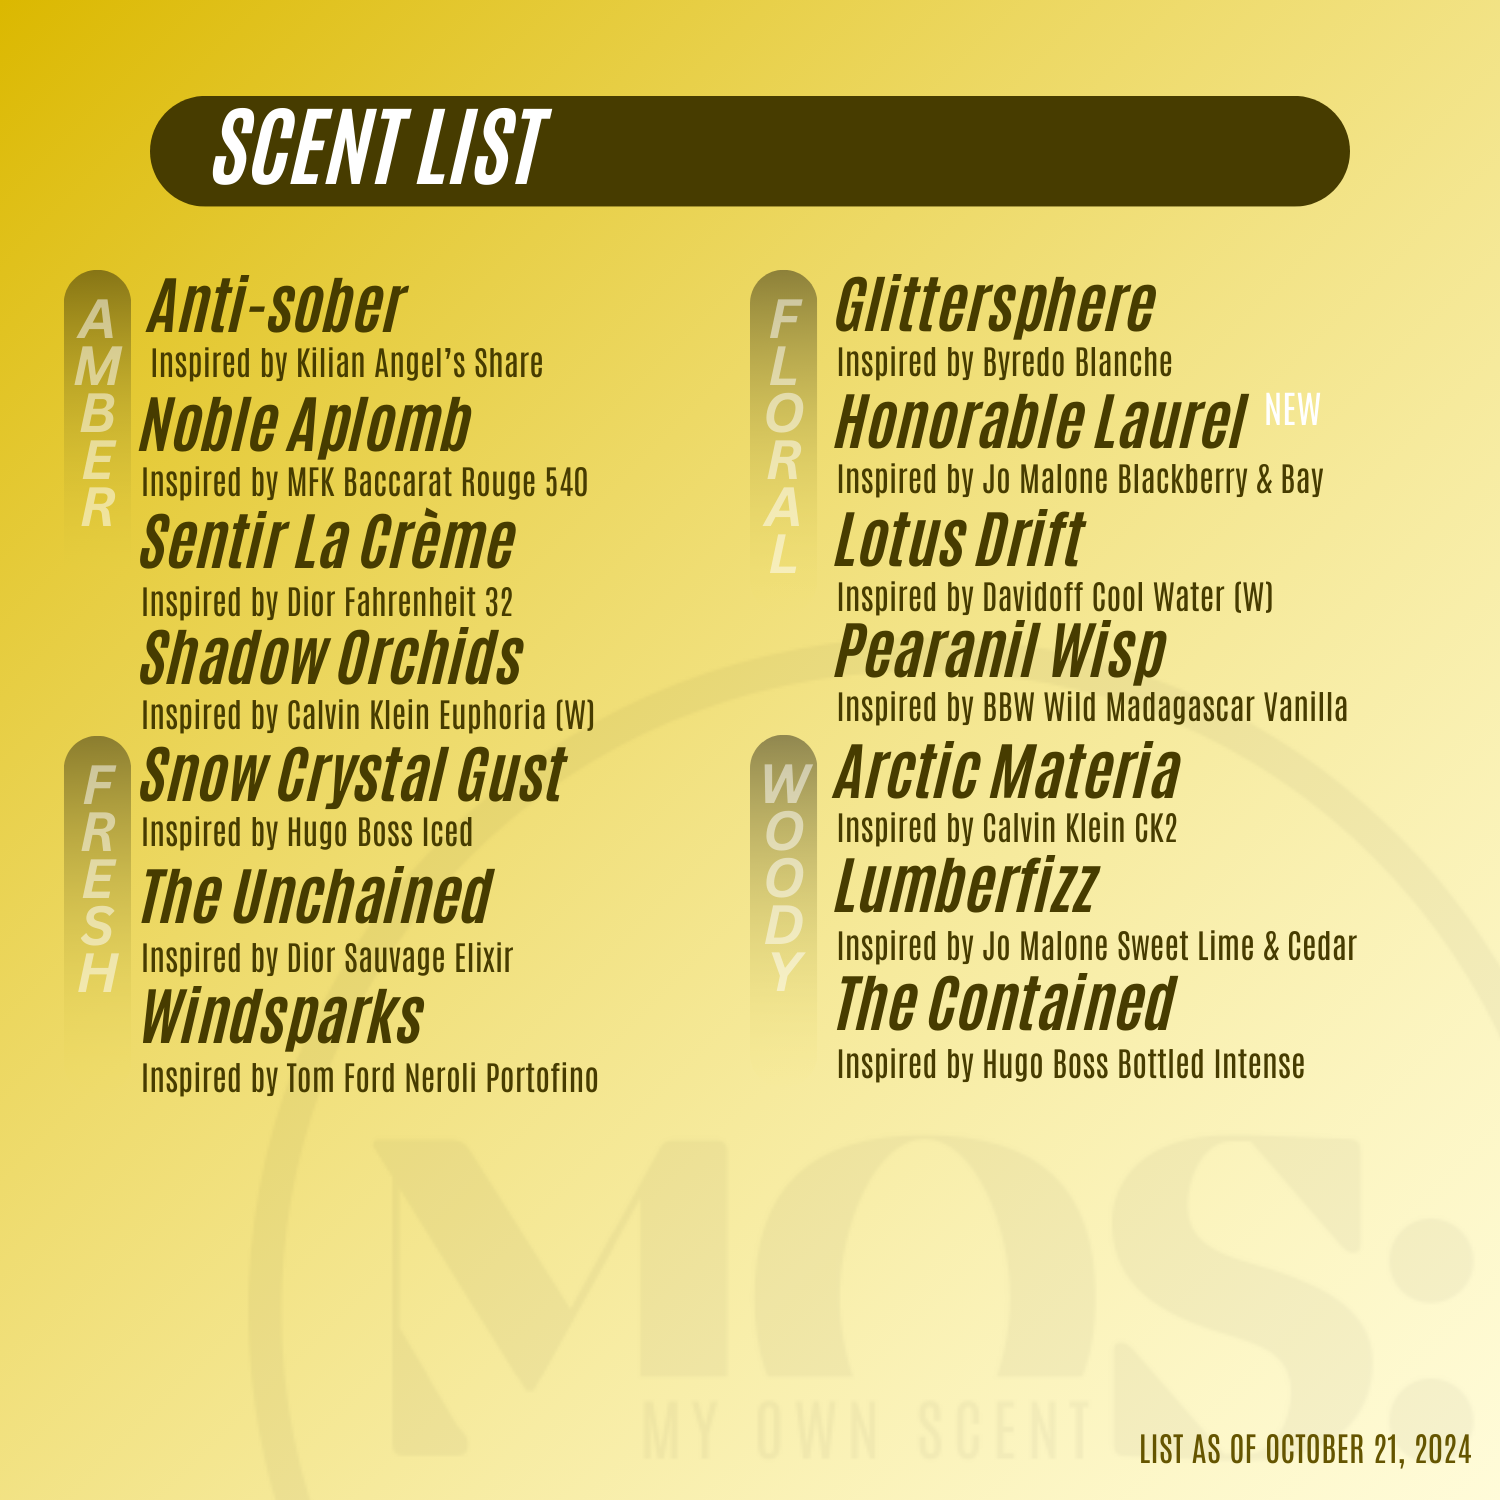 SCENT LIST
AMBER
Anti-sober
Inspired by Kilian Angel's Share
Noble Aplomb
Inspired by MFK Baccarat Rouge 540
Sentir La Crème
Inspired by Dior Fahrenheit 32
Shadow Orchids
Inspired by Calvin Klein Euphoria (W)
FRESH
Snow Crystal Gust
Inspired by Hugo Boss Iced
The Unchained
Inspired by Dior Sauvage Elixir
Windsparks
Inspired by Tom Ford Neroli Portofino
FLORAL
Glittersphere
Inspired by Byredo Blanche
Honorable Laurel NEW
Inspired by Jo Malone Blackberry & Bay
Lotus Drift
Inspired by Davidoff Cool Water (W)
Pearanil Wisp
Inspired by BBW Wild Madagascar Vanilla
WOODY
Arctic Materia
Inspired by Calvin Klein CK2
Lumberfizz
Inspired by Jo Malone Sweet Lime & Cedar
The Contained
Inspired by Hugo Boss Bottled Intense
MOS:
MY OWN SCENT
LIST AS OF OCTOBER 21, 2024